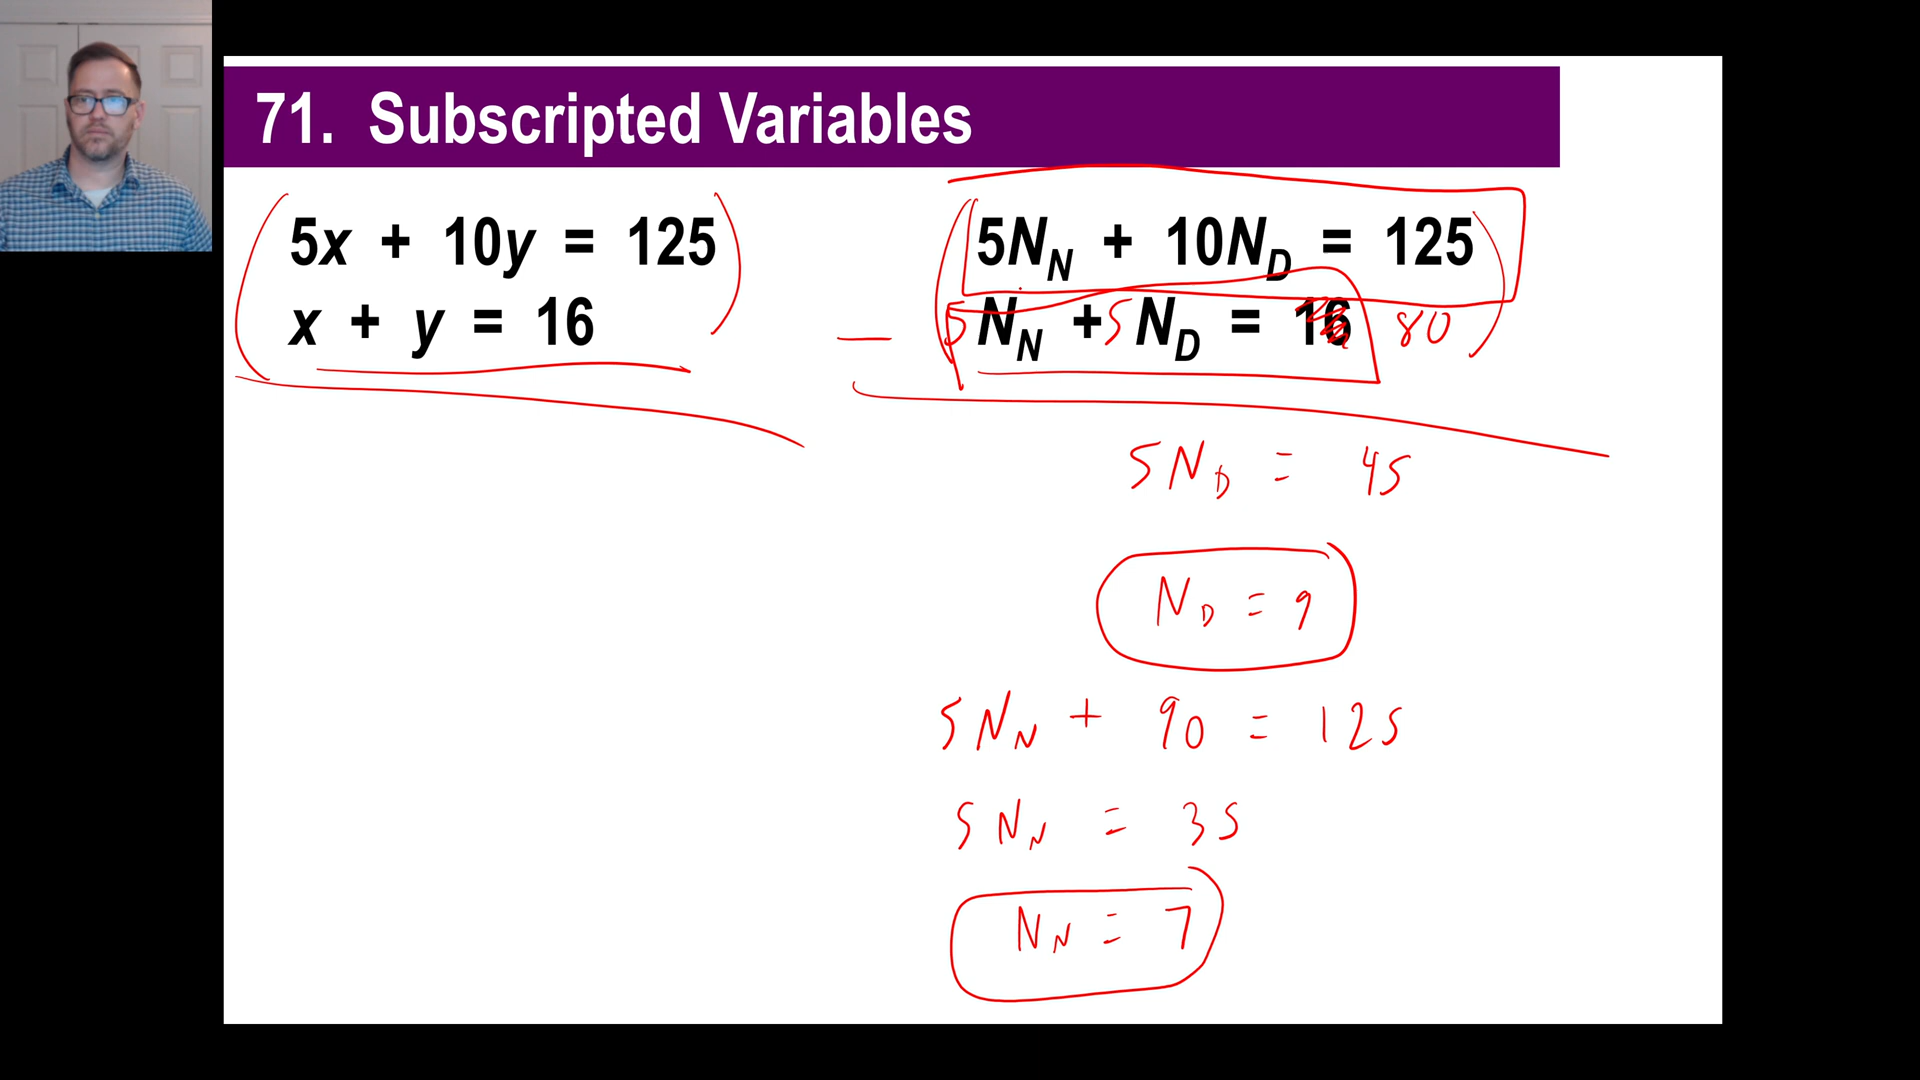 71. Subscripted Variables
5x + 10y = 125
x + y = 16
5N_N + 10N_D = 125
− 5N_N + 5N_D = 16 80
5N_D = 45
N_D = 9
5N_N + 90 = 125
5N_N = 35
N_N = 7